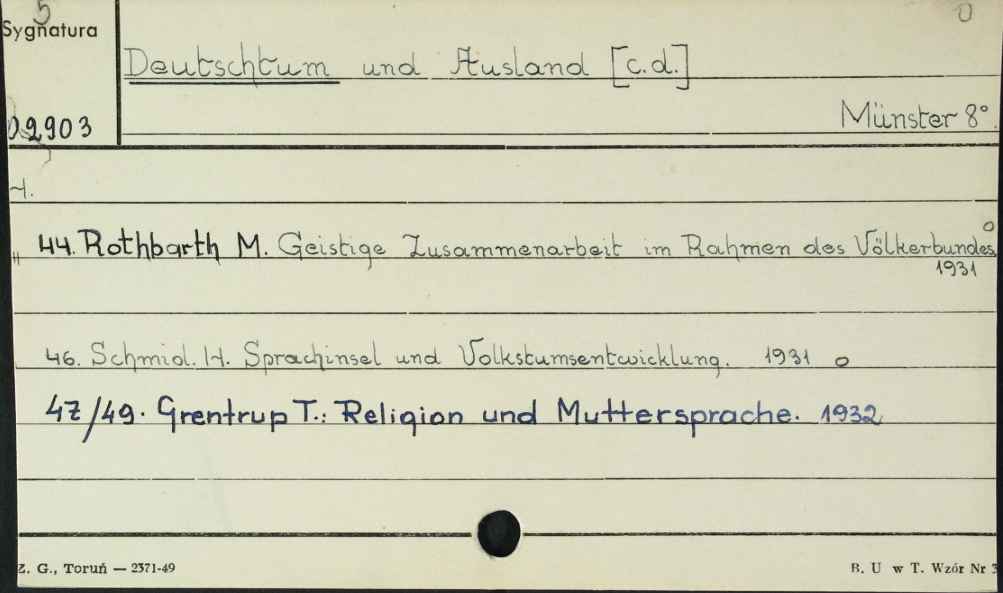 5
O
Sygnatura
Deutschtum und Ausland [c.d.]
Münster 8°
02903
44. Rothbarth M. Geistige Zusammenarbeit im Rahmen des Völkerbundes
1931
46. Schmid. H. Sprachinsel und Volkstumsentwicklung. 1931 o
47/49. Grentrup T.: Religion und Muttersprache. 1932
Z. G., Toruń — 2371-49
B. U w T. Wzór Nr 3